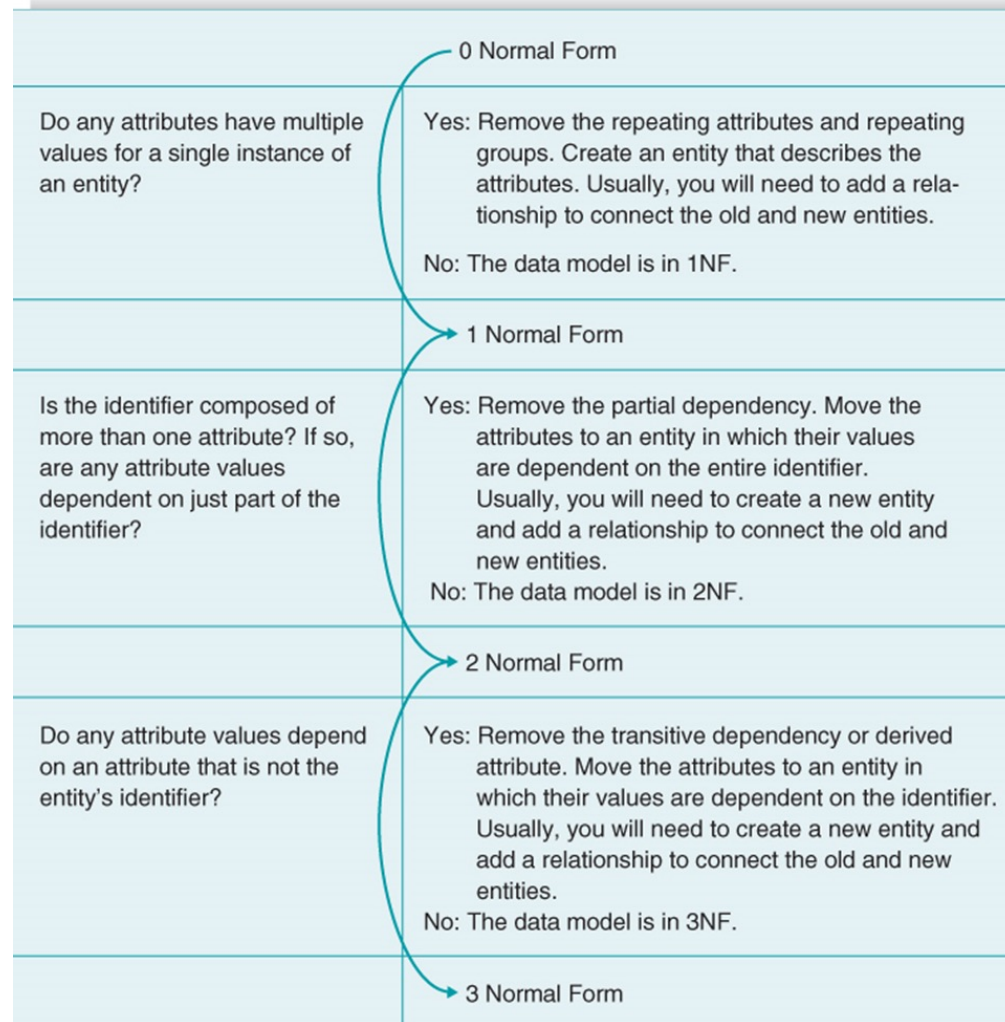 0 Normal Form
Do any attributes have multiple
values for a single instance of
an entity?
Yes: Remove the repeating attributes and repeating
groups. Create an entity that describes the
attributes. Usually, you will need to add a rela-
tionship to connect the old and new entities.
No: The data model is in 1NF.
1 Normal Form
Is the identifier composed of
more than one attribute? If so,
are any attribute values
dependent on just part of the
identifier?
Yes: Remove the partial dependency. Move the
attributes to an entity in which their values
are dependent on the entire identifier.
Usually, you will need to create a new entity
and add a relationship to connect the old and
new entities.
No: The data model is in 2NF.
2 Normal Form
Do any attribute values depend
on an attribute that is not the
entity's identifier?
Yes: Remove the transitive dependency or derived
attribute. Move the attributes to an entity in
which their values are dependent on the identifier.
Usually, you will need to create a new entity and
add a relationship to connect the old and new
entities.
No: The data model is in 3NF.
3 Normal Form